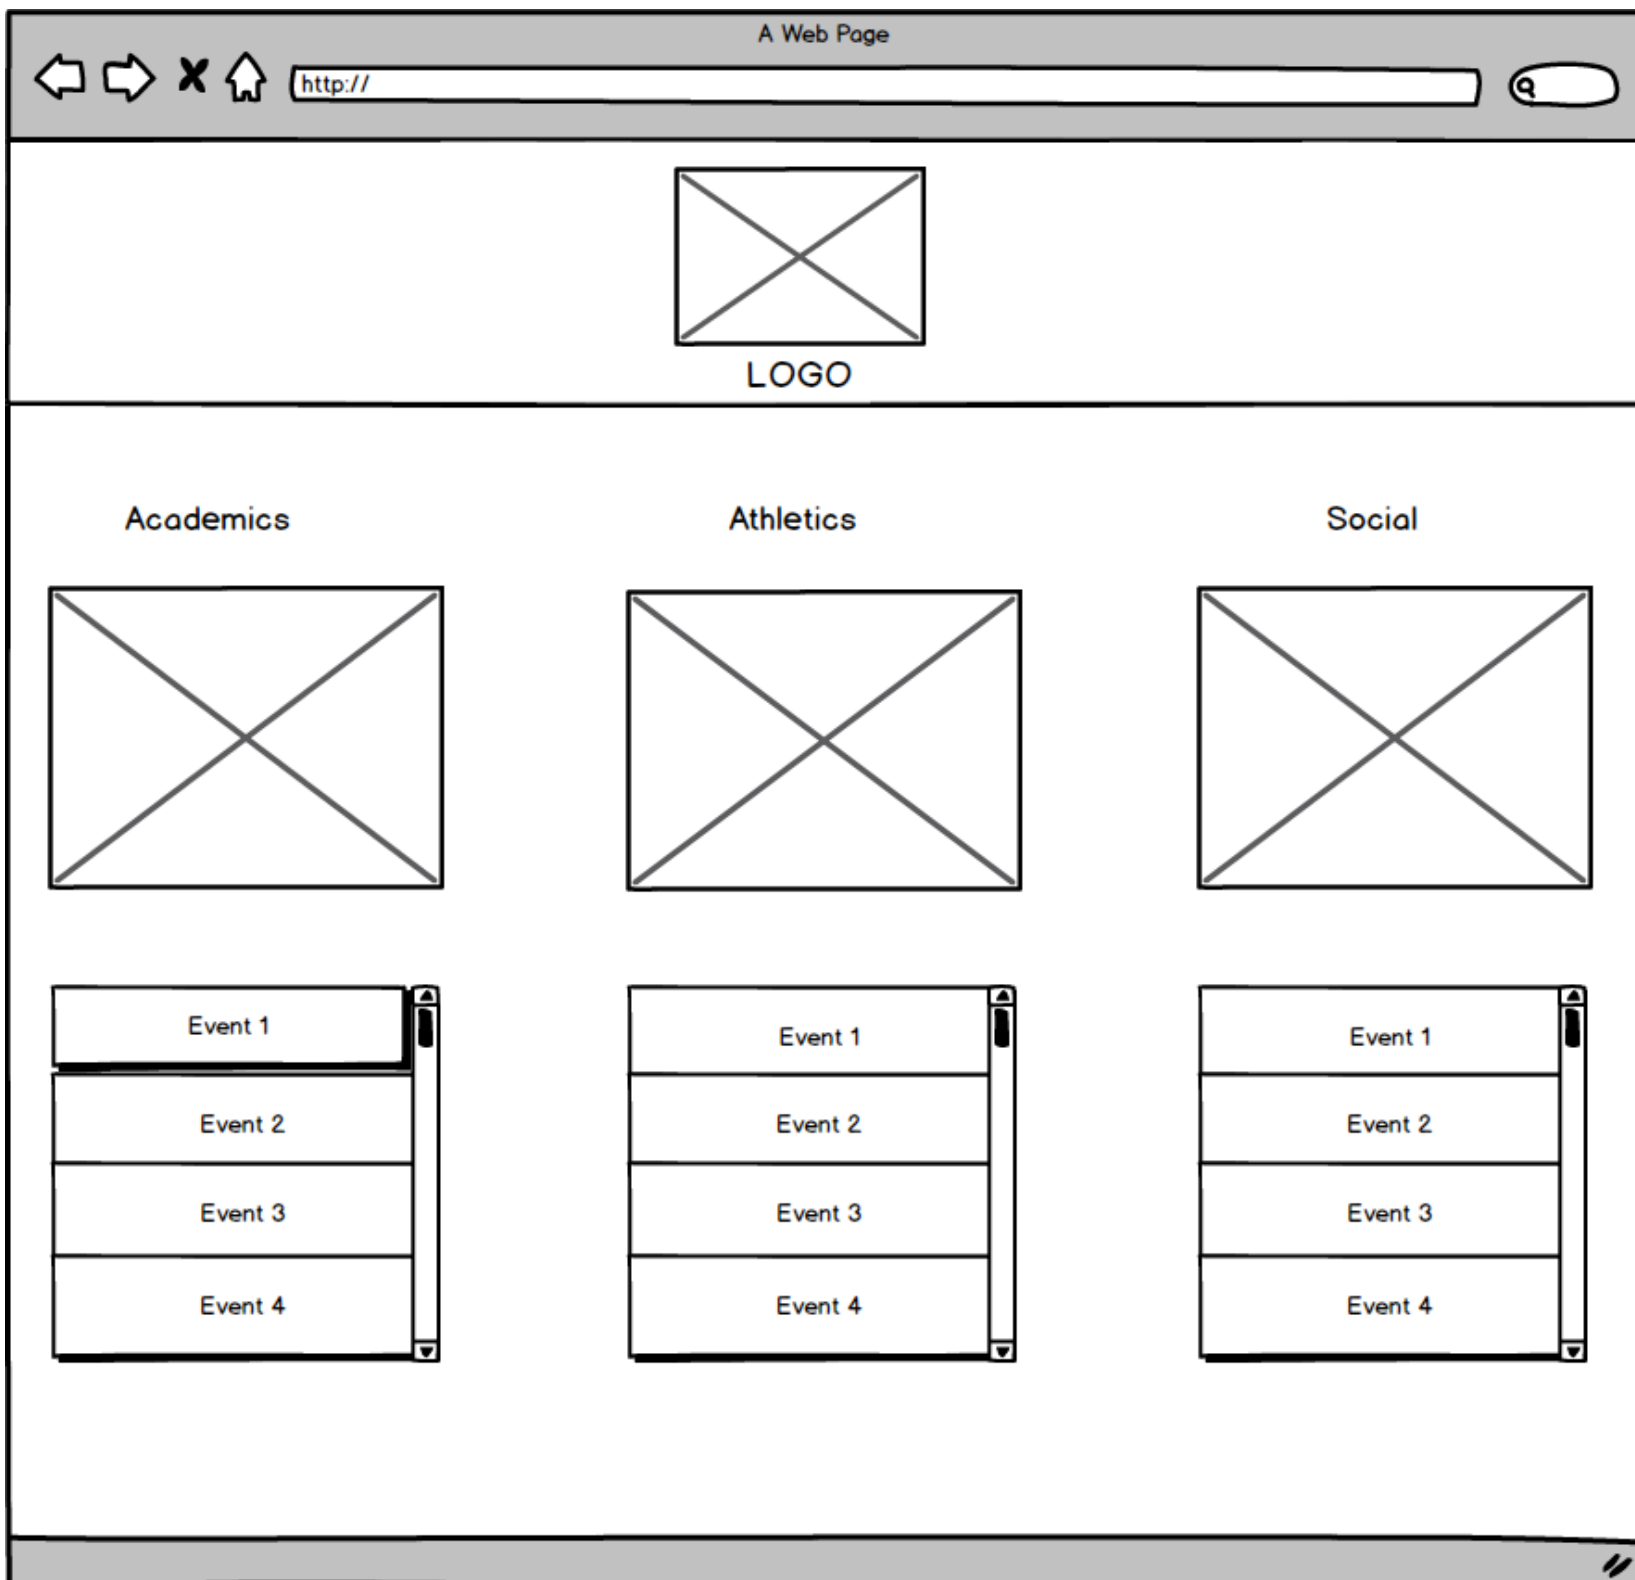 A Web Page
http://
LOGO
Academics
Athletics
Social
Event 1
Event 2
Event 3
Event 4
Event 1
Event 2
Event 3
Event 4
Event 1
Event 2
Event 3
Event 4